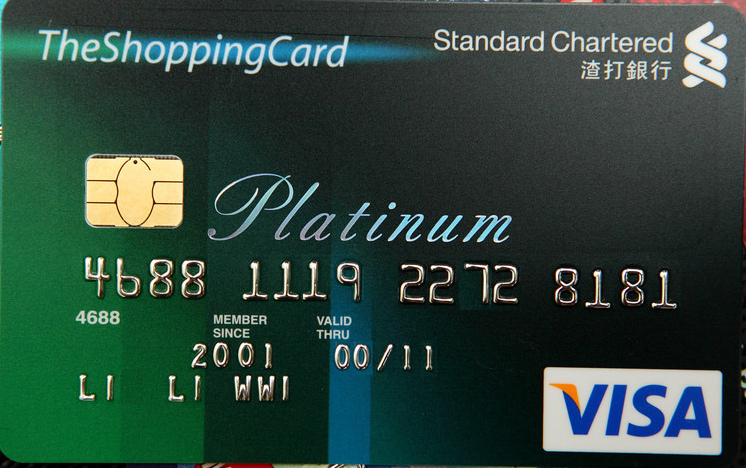 TheShoppingCard
Standard Chartered
渣打銀行
Platinum
4688 1119 2272 8181
4688
MEMBER SINCE
VALID THRU
2001 00/11
LI LI WWI
VISA